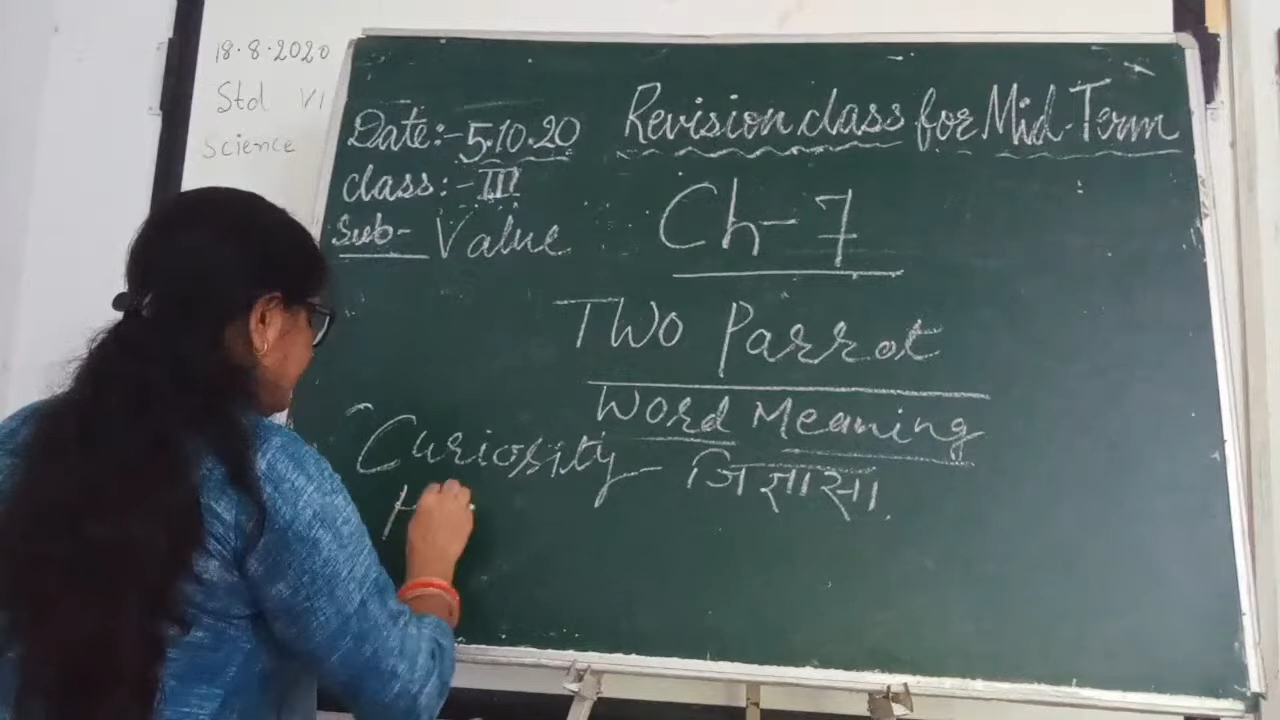 18.8.2020
Std VI
Science
Date:-5.10.20
Revision class for Mid-Term
class:-III
Sub- Value
Ch-7
Two Parrot
Word Meaning
Curiosity- जिज्ञासा.